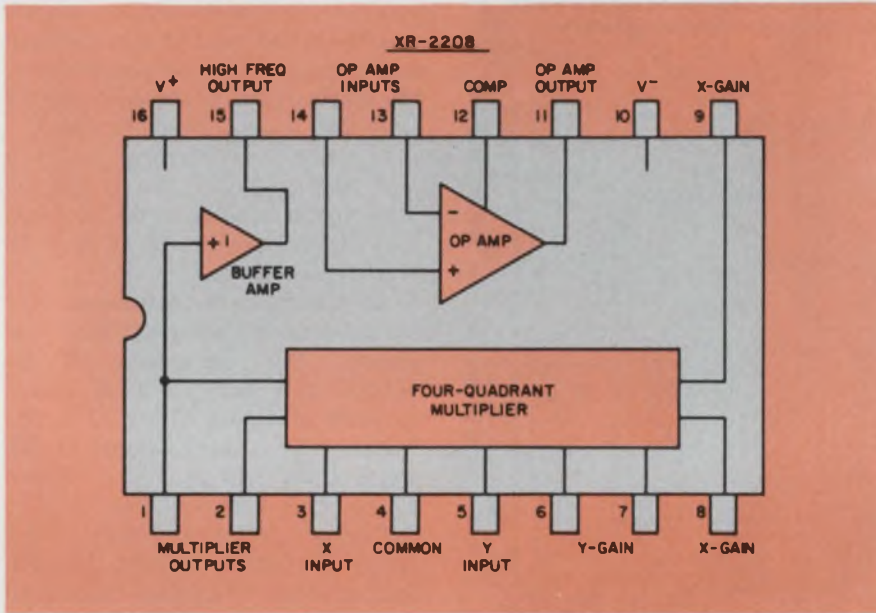 XR-2208
V+
HIGH FREQ
OUTPUT
OP AMP
INPUTS
COMP
OP AMP
OUTPUT
V-
X-GAIN
16
15
14
13
12
11
10
9
+1
BUFFER
AMP
-
OP AMP
+
FOUR-QUADRANT
MULTIPLIER
1
2
3
4
5
6
7
8
MULTIPLIER
OUTPUTS
X
INPUT
COMMON
Y
INPUT
Y-GAIN
X-GAIN